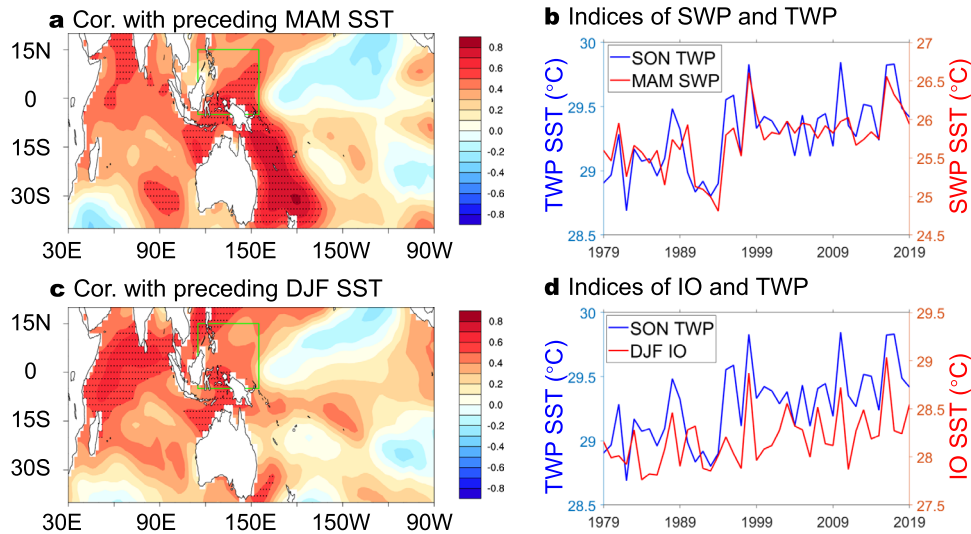 a Cor. with preceding MAM SST
15N
0
15S
30S
30E
90E
150E
150W
90W
0.8
0.6
0.4
0.2
0.0
-0.2
-0.4
-0.6
-0.8
b Indices of SWP and TWP
SON TWP
MAM SWP
TWP SST (°C)
30
29.5
29
28.5
1979
1989
1999
2009
2019
27
26.5
26
25.5
25
24.5
SWP SST (°C)
c Cor. with preceding DJF SST
15N
0
15S
30S
30E
90E
150E
150W
90W
0.8
0.6
0.4
0.2
0.0
-0.2
-0.4
-0.6
-0.8
d Indices of IO and TWP
SON TWP
DJF IO
TWP SST (°C)
30
29.5
29
28.5
1979
1989
1999
2009
2019
29.5
29
28.5
28
27.5
IO SST (°C)